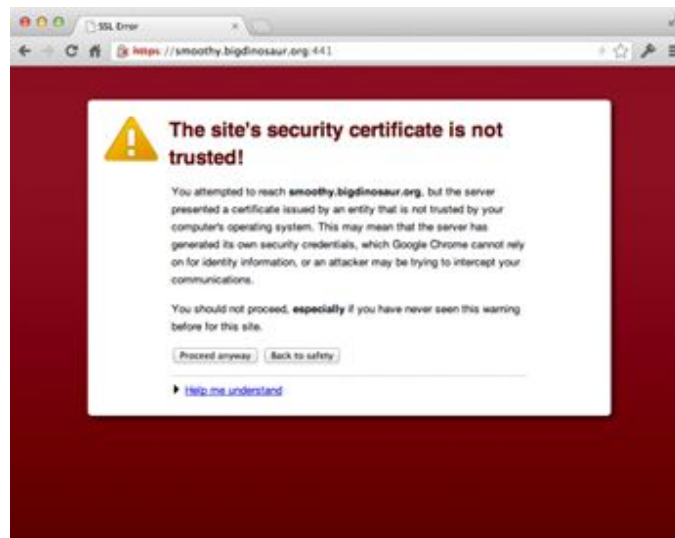 SSL Error
https://smoothy.bigdinosaur.org:441
The site's security certificate is not
trusted!
You attempted to reach smoothy.bigdinosaur.org, but the server
presented a certificate issued by an entity that is not trusted by your
computer's operating system. This may mean that the server has
generated its own security credentials, which Google Chrome cannot rely
on for identity information, or an attacker may be trying to intercept your
communications.
You should not proceed, especially if you have never seen this warning
before for this site.
Proceed anyway Back to safety
Help me understand